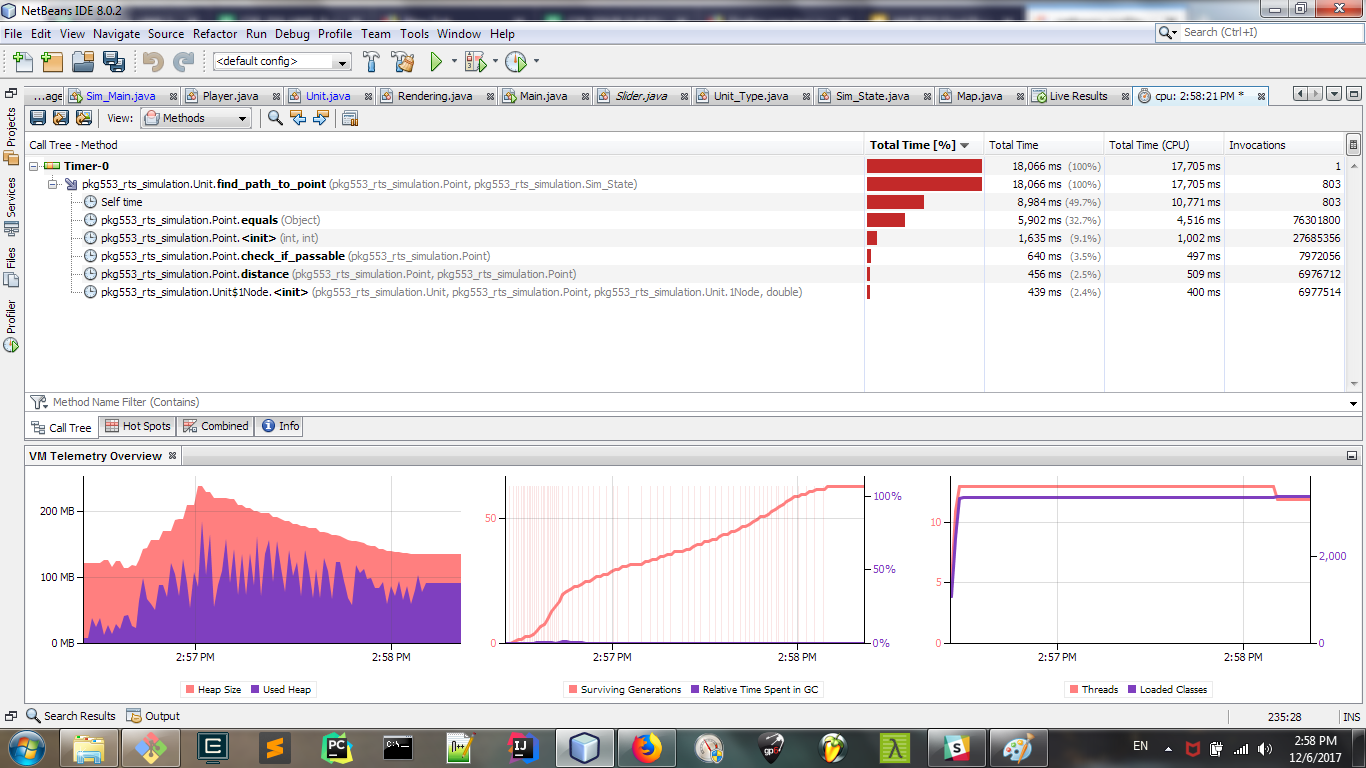 NetBeans IDE 8.0.2
File Edit View Navigate Source Refactor Run Debug Profile Team Tools Window Help
Search (Ctrl+I)
<default config>
...age Sim_Main.java Player.java Unit.java Rendering.java Main.java Slider.java Unit_Type.java Sim_State.java Map.java Live Results cpu: 2:58:21 PM *
View: Methods
Projects
Services
Files
Profiler
Call Tree - Method Total Time [%] Total Time Total Time (CPU) Invocations
Timer-0 18,066 ms (100%) 17,705 ms 1
pkg553_rts_simulation.Unit.find_path_to_point (pkg553_rts_simulation.Point, pkg553_rts_simulation.Sim_State) 18,066 ms (100%) 17,705 ms 803
Self time 8,984 ms (49.7%) 10,771 ms 803
pkg553_rts_simulation.Point.equals (Object) 5,902 ms (32.7%) 4,516 ms 76301800
pkg553_rts_simulation.Point.<init> (int, int) 1,635 ms (9.1%) 1,002 ms 27685356
pkg553_rts_simulation.Point.check_if_passable (pkg553_rts_simulation.Point) 640 ms (3.5%) 497 ms 7972056
pkg553_rts_simulation.Point.distance (pkg553_rts_simulation.Point, pkg553_rts_simulation.Point) 456 ms (2.5%) 509 ms 6976712
pkg553_rts_simulation.Unit$1Node.<init> (pkg553_rts_simulation.Unit, pkg553_rts_simulation.Point, pkg553_rts_simulation.Unit.1Node, double) 439 ms (2.4%) 400 ms 6977514
Method Name Filter (Contains)
Call Tree Hot Spots Combined Info
VM Telemetry Overview
200 MB
100 MB
0 MB
2:57 PM 2:58 PM
Heap Size Used Heap
50
0
100%
50%
0%
2:57 PM 2:58 PM
Surviving Generations Relative Time Spent in GC
10
5
0
2,000
0
2:57 PM 2:58 PM
Threads Loaded Classes
Search Results Output
235:28 INS
EN
2:58 PM
12/6/2017